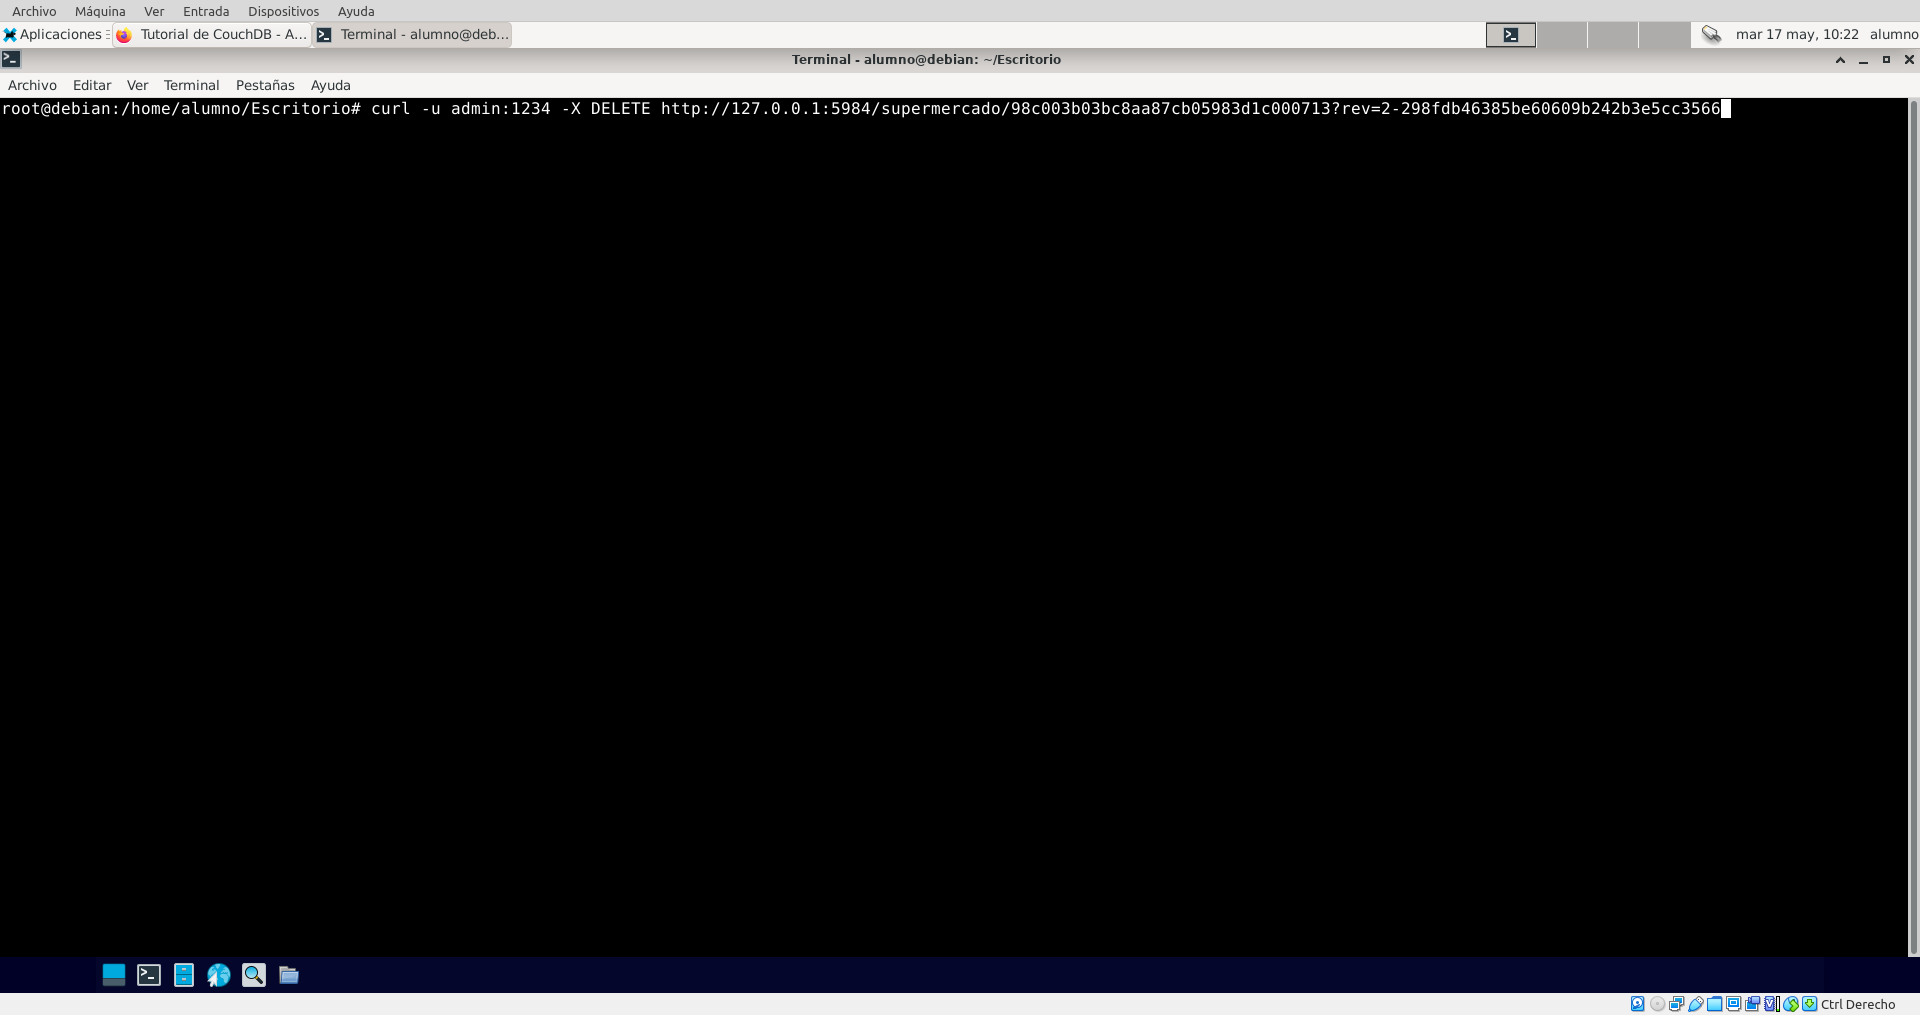 Archivo Máquina Ver Entrada Dispositivos Ayuda
Aplicaciones Tutorial de CouchDB - A... Terminal - alumno@deb... mar 17 may, 10:22 alumno
Terminal - alumno@debian: ~/Escritorio
Archivo Editar Ver Terminal Pestañas Ayuda
root@debian:/home/alumno/Escritorio# curl -u admin:1234 -X DELETE http://127.0.0.1:5984/supermercado/98c003b03bc8aa87cb05983d1c000713?rev=2-298fdb46385be60609b242b3e5cc3566
Ctrl Derecho